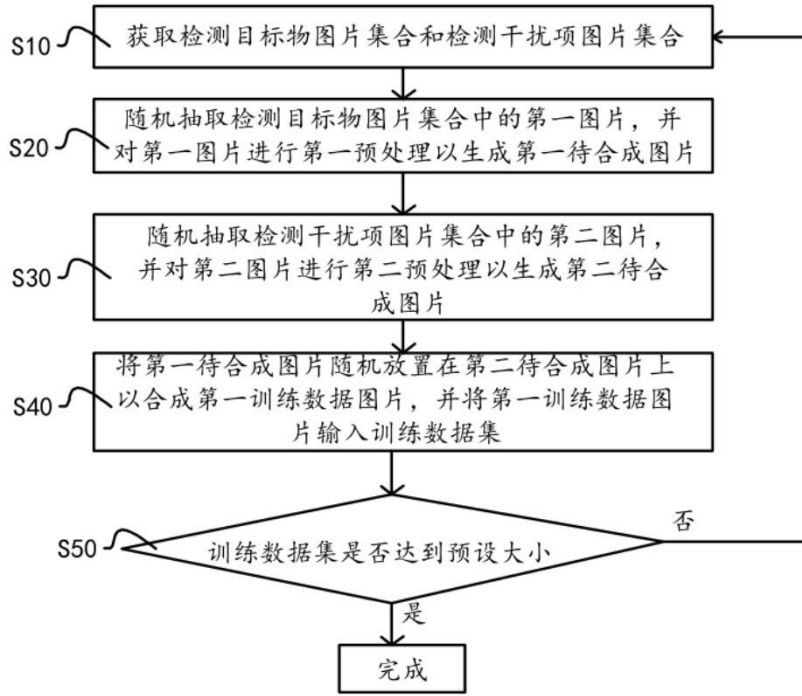 S10
获取检测目标物图片集合和检测干扰项图片集合
S20
随机抽取检测目标物图片集合中的第一图片，并
对第一图片进行第一预处理以生成第一待合成图片
S30
随机抽取检测干扰项图片集合中的第二图片，
并对第二图片进行第二预处理以生成第二待合
成图片
S40
将第一待合成图片随机放置在第二待合成图片上
以合成第一训练数据图片，并将第一训练数据图
片输入训练数据集
S50
训练数据集是否达到预设大小
否
是
完成